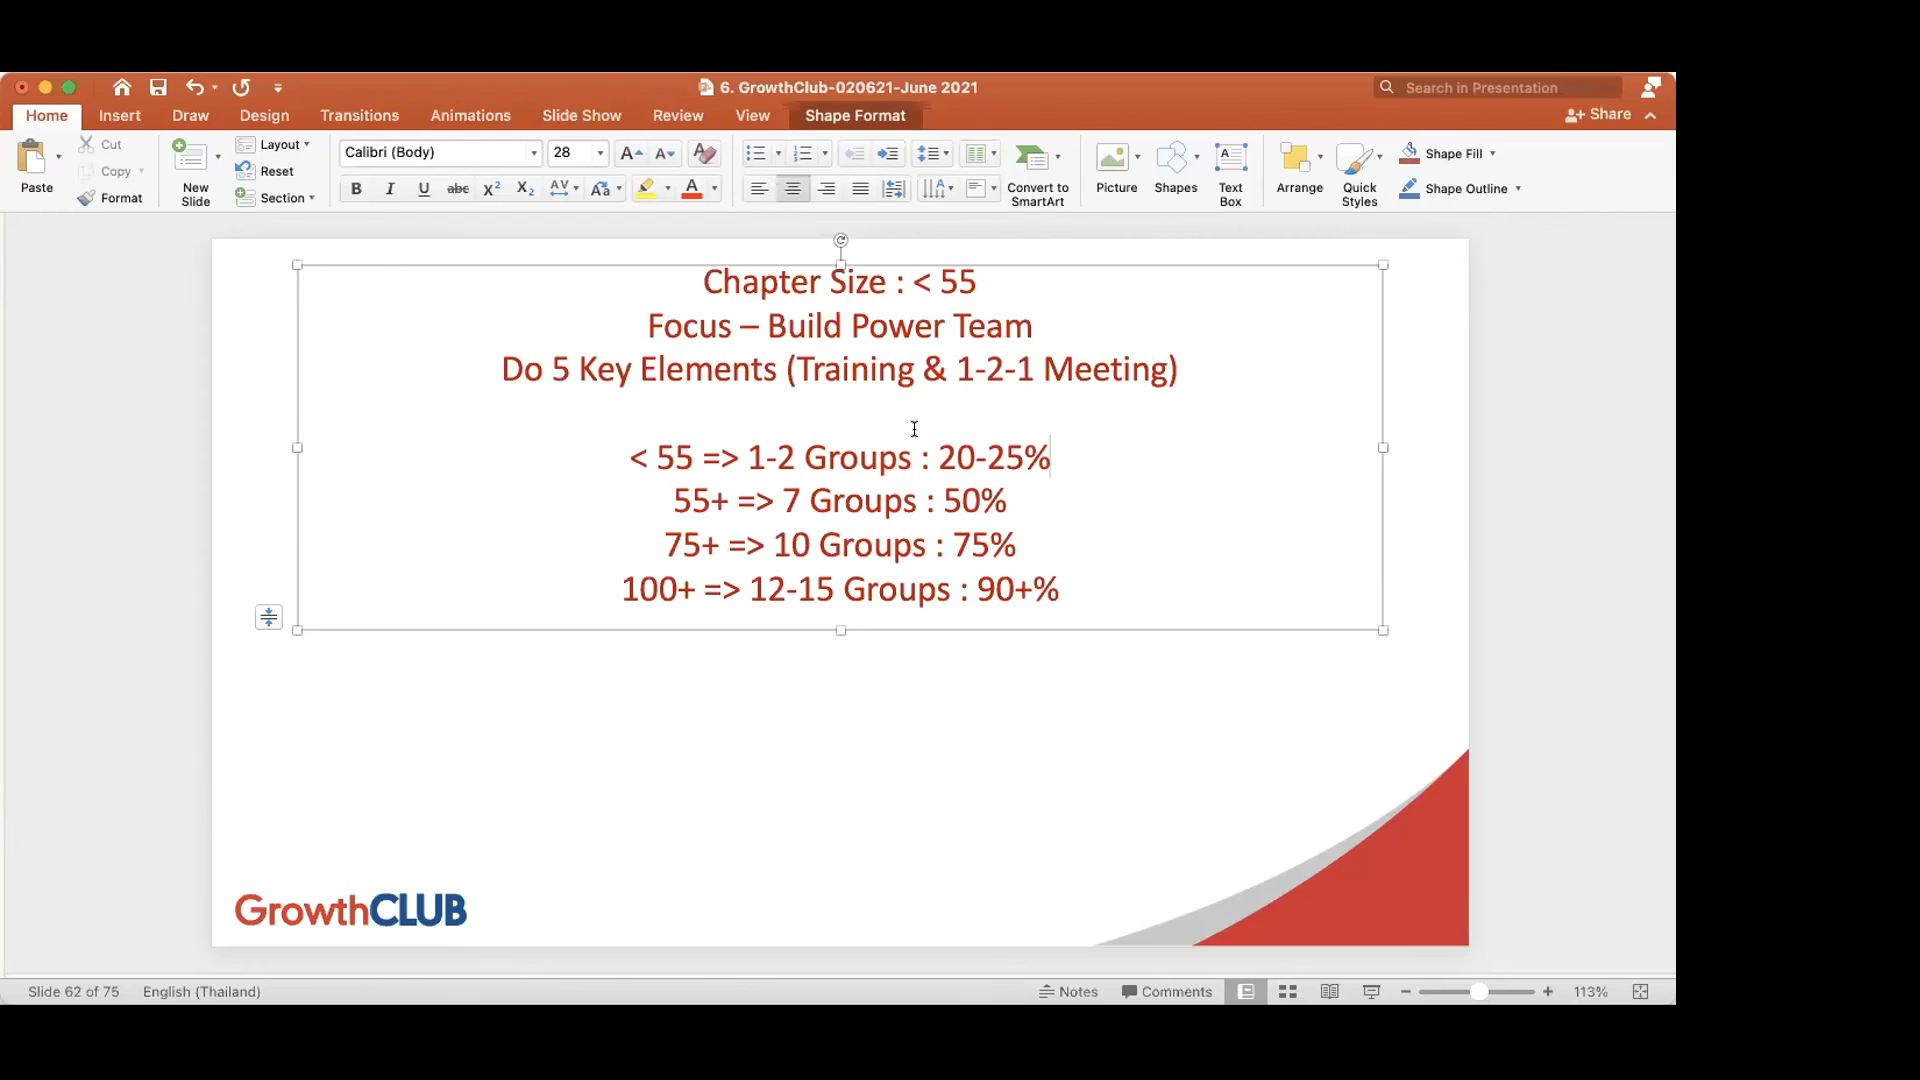 6. GrowthClub-020621-June 2021
Search in Presentation
Home Insert Draw Design Transitions Animations Slide Show Review View Shape Format
Share
Paste
Cut
Copy
Format
New Slide
Layout
Reset
Section
Calibri (Body) 28
Convert to SmartArt
Picture
Shapes
Text Box
Arrange
Quick Styles
Shape Fill
Shape Outline
Chapter Size : < 55
Focus – Build Power Team
Do 5 Key Elements (Training & 1-2-1 Meeting)
< 55 => 1-2 Groups : 20-25%
55+ => 7 Groups : 50%
75+ => 10 Groups : 75%
100+ => 12-15 Groups : 90+%
GrowthCLUB
Slide 62 of 75 English (Thailand) Notes Comments 113%